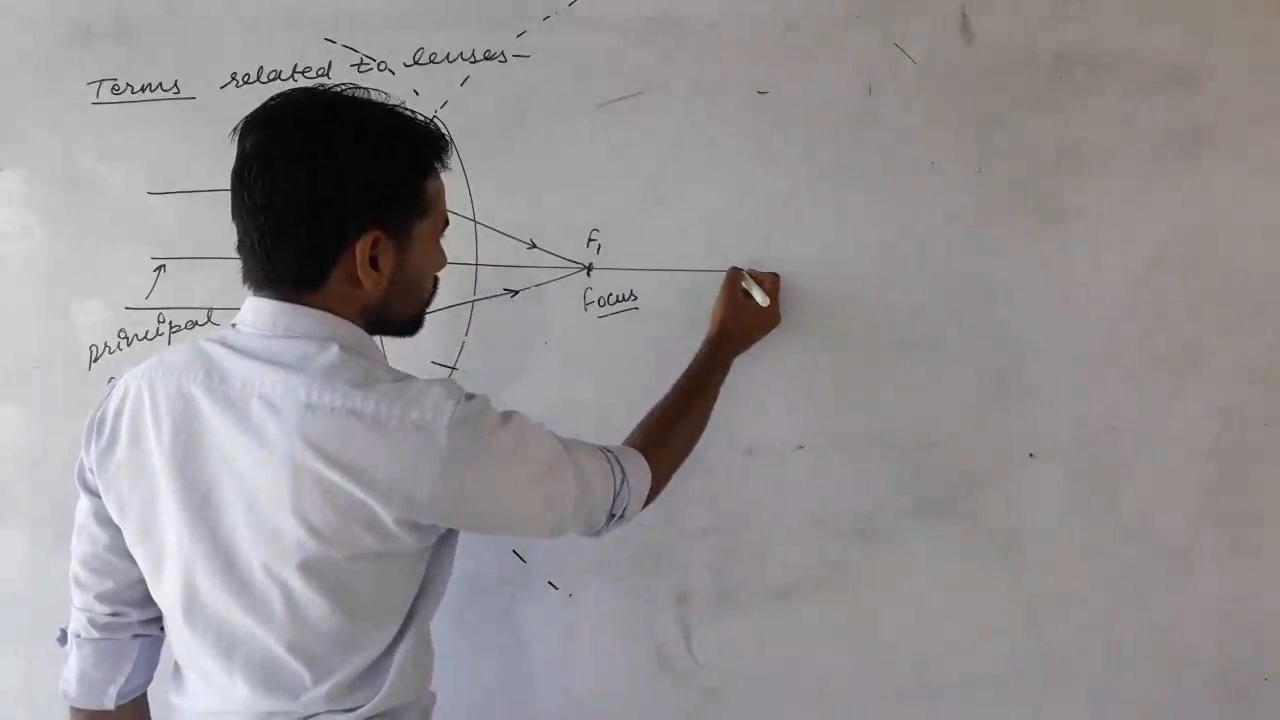 Terms related to lenses-
F₁
Focus
principal